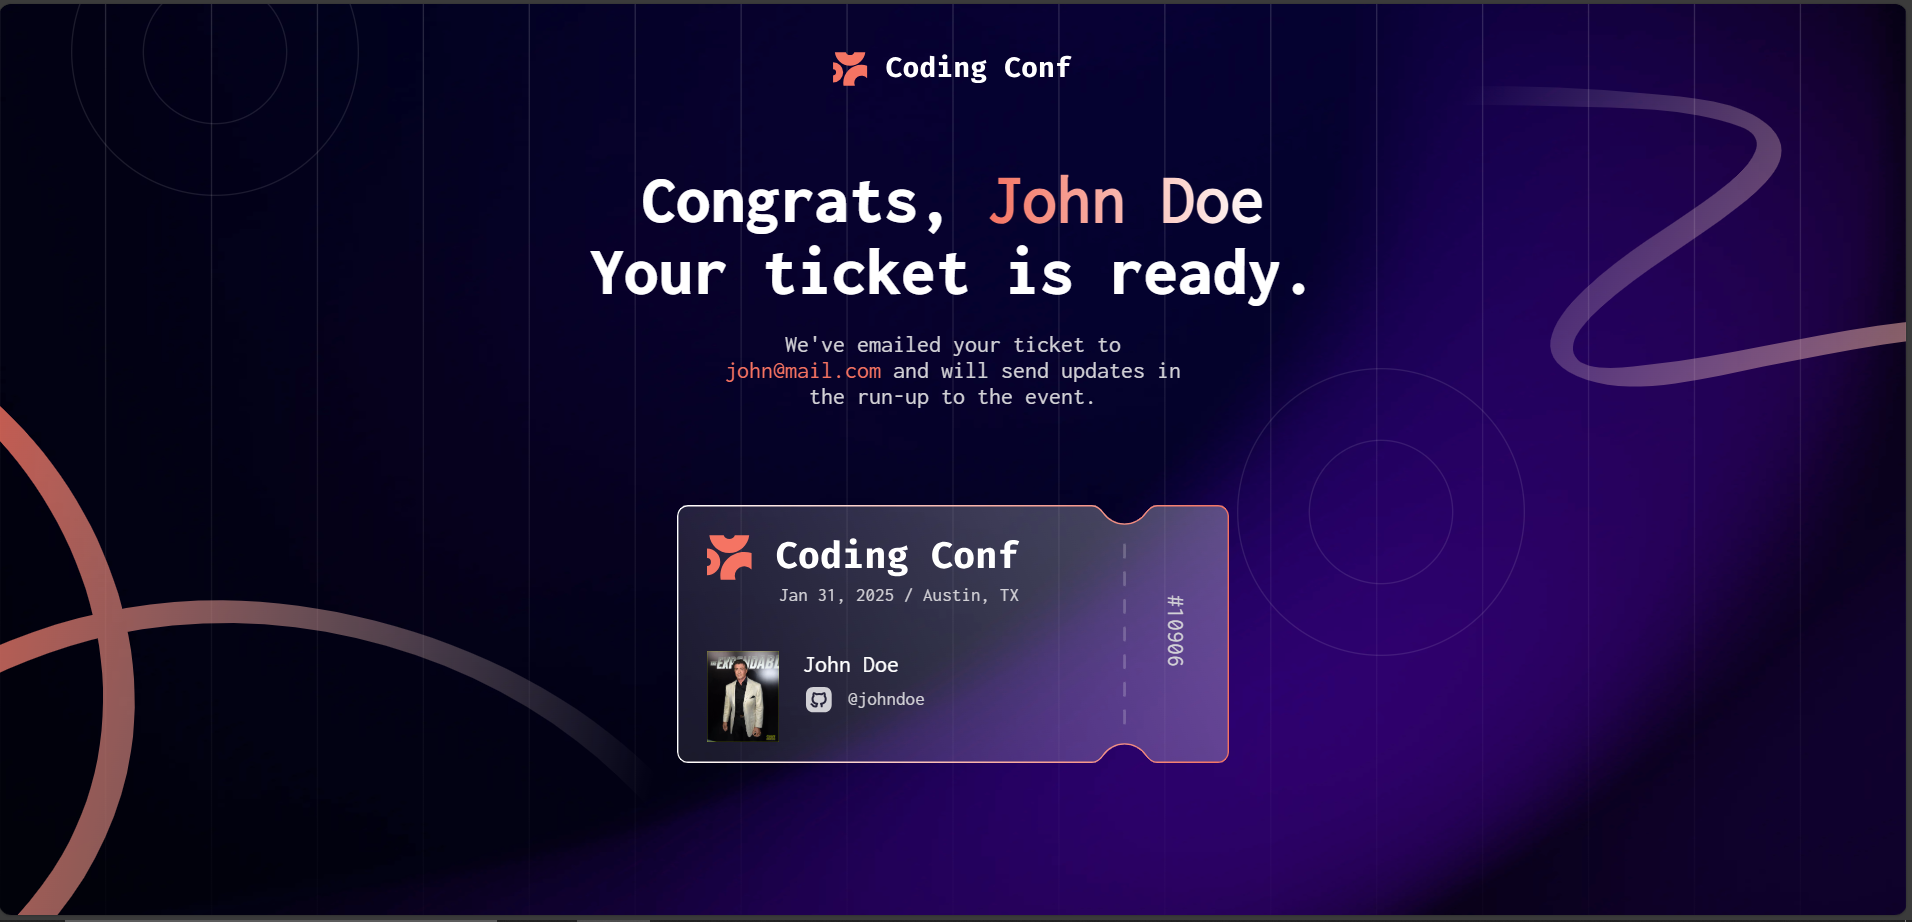 Coding Conf
Congrats, John Doe
Your ticket is ready.
We've emailed your ticket to
john@mail.com and will send updates in
the run-up to the event.
Coding Conf
Jan 31, 2025 / Austin, TX
#10906
John Doe
@johndoe